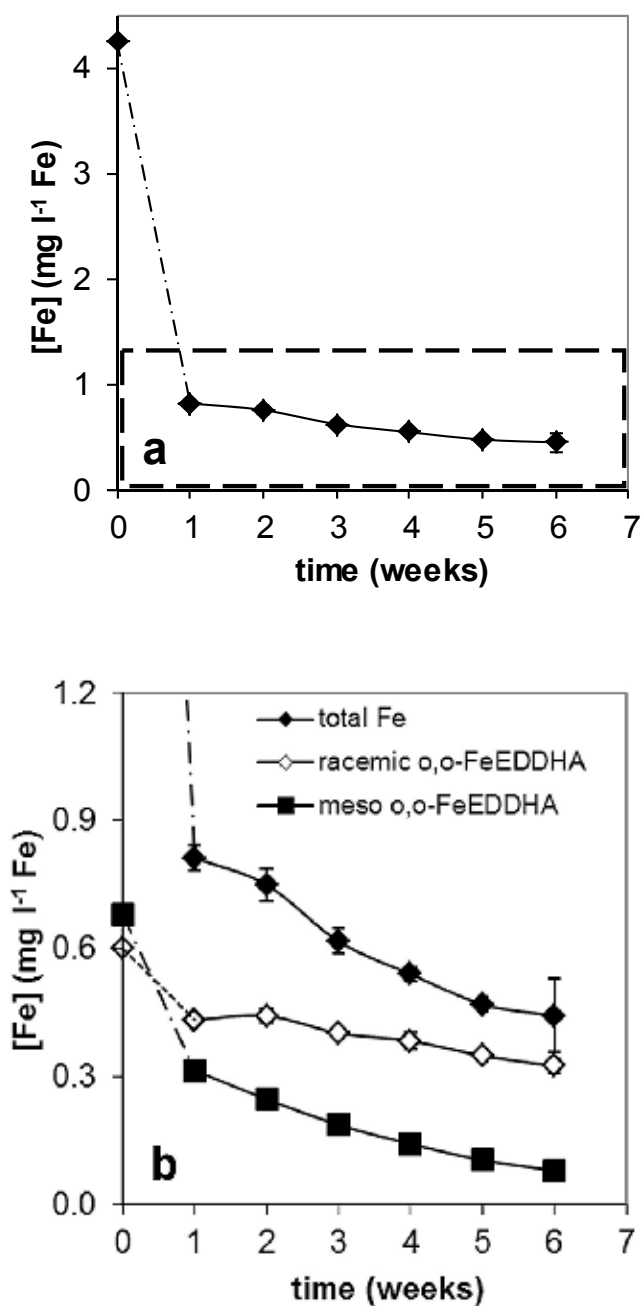 [Fe] (mg l⁻¹ Fe)
4
3
2
1
0
a
0 1 2 3 4 5 6 7
time (weeks)
[Fe] (mg l⁻¹ Fe)
1.2
0.9
0.6
0.3
0.0
total Fe
racemic o,o-FeEDDHA
meso o,o-FeEDDHA
b
0 1 2 3 4 5 6 7
time (weeks)